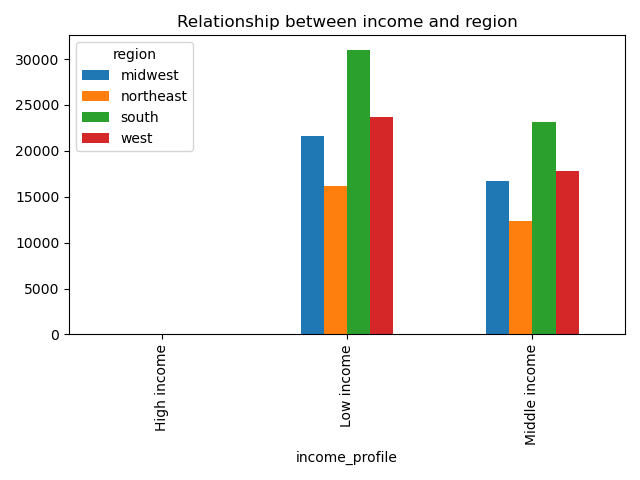 Relationship between income and region
region
midwest
northeast
south
west
30000
25000
20000
15000
10000
5000
0
High income
Low income
Middle income
income_profile